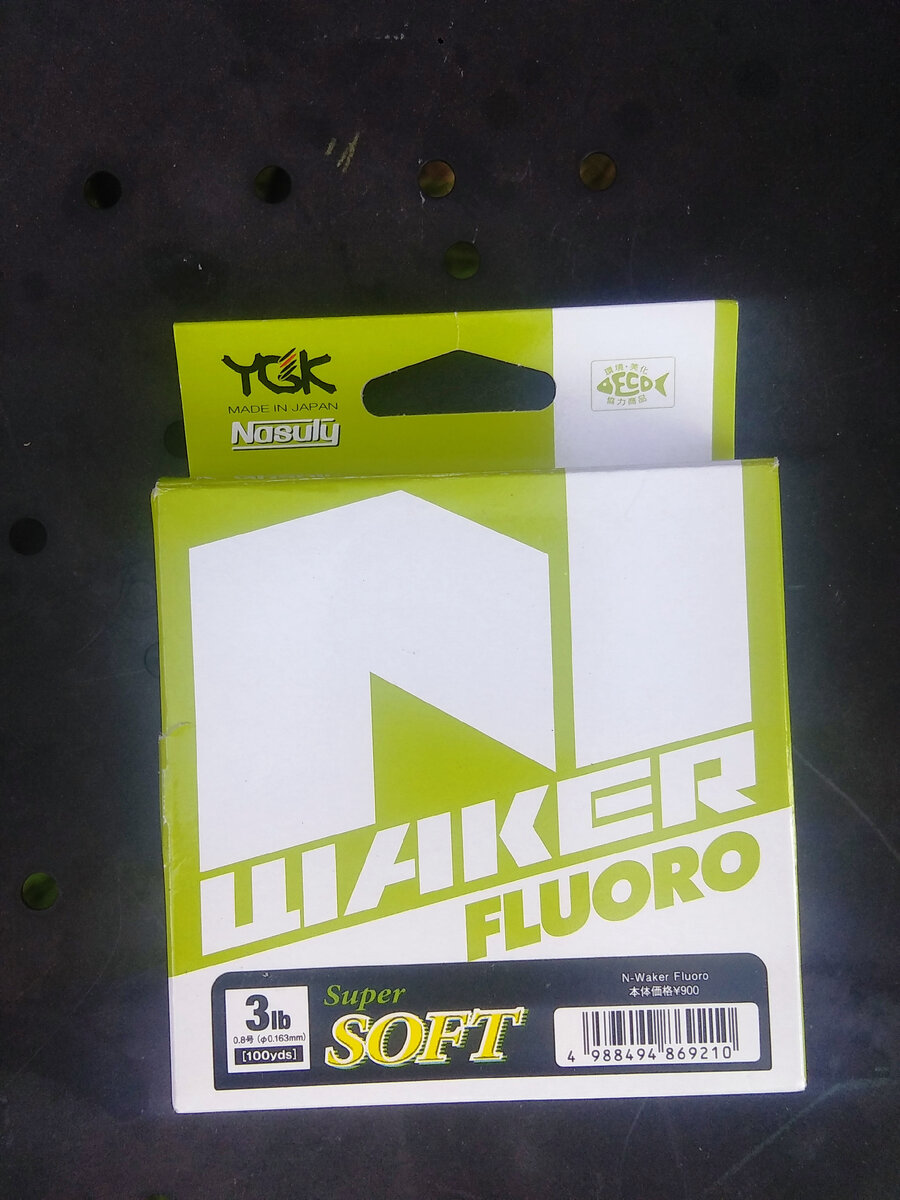 YGK
MADE IN JAPAN
Nasuly
環境・美化
ECO
協力商品
N
WAKER
FLUORO
3lb
0.8号 (φ0.163mm)
[100yds]
Super
SOFT
N-Waker Fluoro
本体価格¥900
4 988494 869210